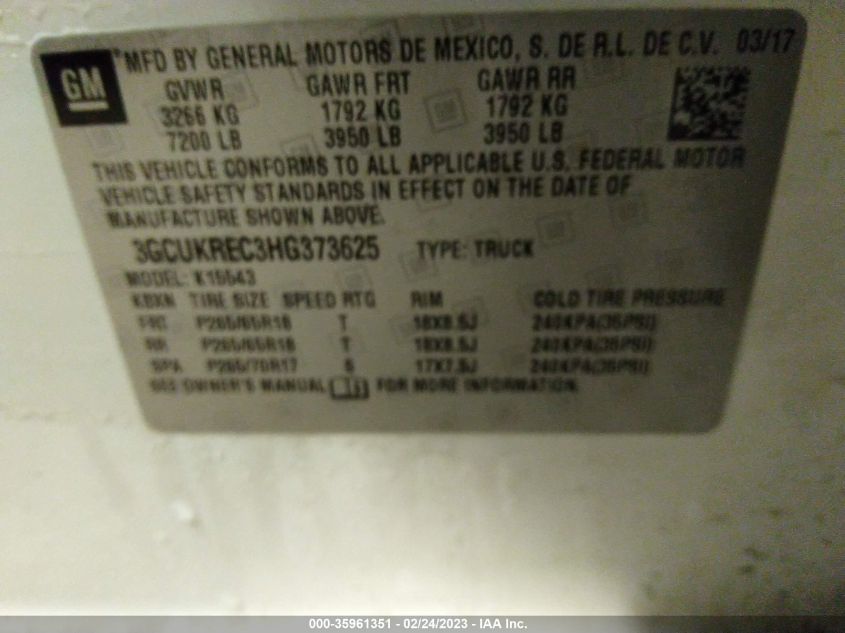 GM ® MFD BY GENERAL MOTORS DE MEXICO, S. DE R.L. DE C.V. 03/17
GVWR GAWR FRT GAWR RR
3266 KG 1792 KG 1792 KG
7200 LB 3950 LB 3950 LB
THIS VEHICLE CONFORMS TO ALL APPLICABLE U.S. FEDERAL MOTOR
VEHICLE SAFETY STANDARDS IN EFFECT ON THE DATE OF
MANUFACTURE SHOWN ABOVE.
3GCUKREC3HG373625 TYPE: TRUCK
MODEL: K15543
KBXN TIRE SIZE SPEED RTG RIM COLD TIRE PRESSURE
FRT P265/65R18 T 18X8.5J 240KPA(35PSI)
RR P265/65R18 T 18X8.5J 240KPA(35PSI)
SPA P265/70R17 S 17X7.5J 240KPA(35PSI)
SEE OWNER'S MANUAL FOR MORE INFORMATION.
000-35961351 - 02/24/2023 - IAA Inc.